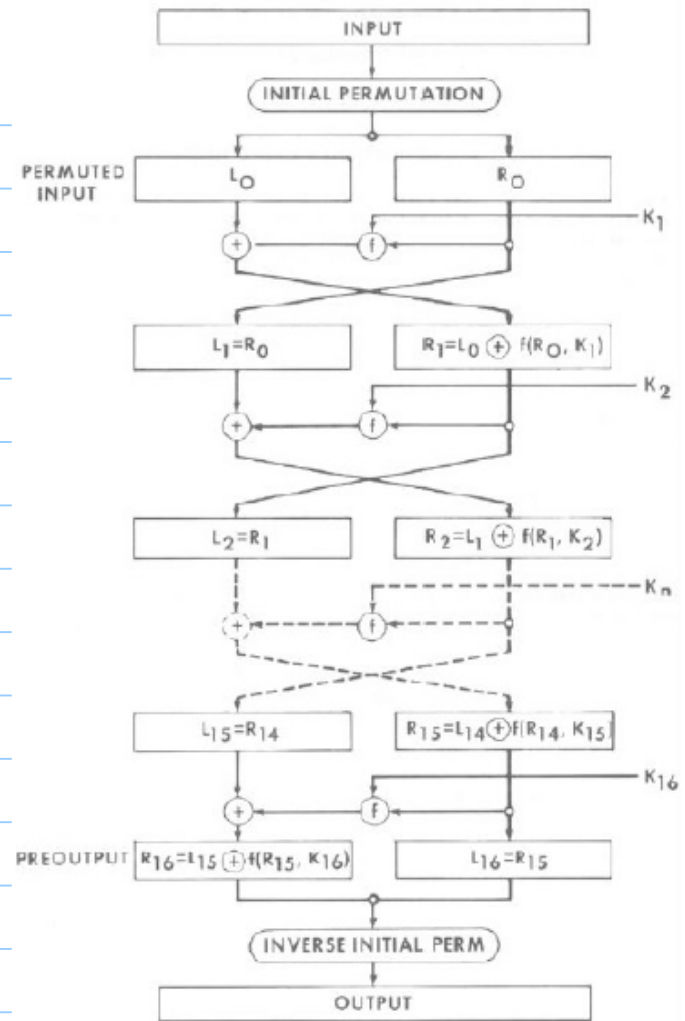 INPUT
INITIAL PERMUTATION
PERMUTED
INPUT
L0
R0
K1
+
f
L1=R0
R1=L0 ⊕ f(R0, K1)
K2
+
f
L2=R1
R2=L1 ⊕ f(R1, K2)
Kn
+
f
L15=R14
R15=L14⊕f(R14, K15)
K16
+
f
PREOUTPUT
R16=L15 ⊕ f(R15, K16)
L16=R15
INVERSE INITIAL PERM
OUTPUT